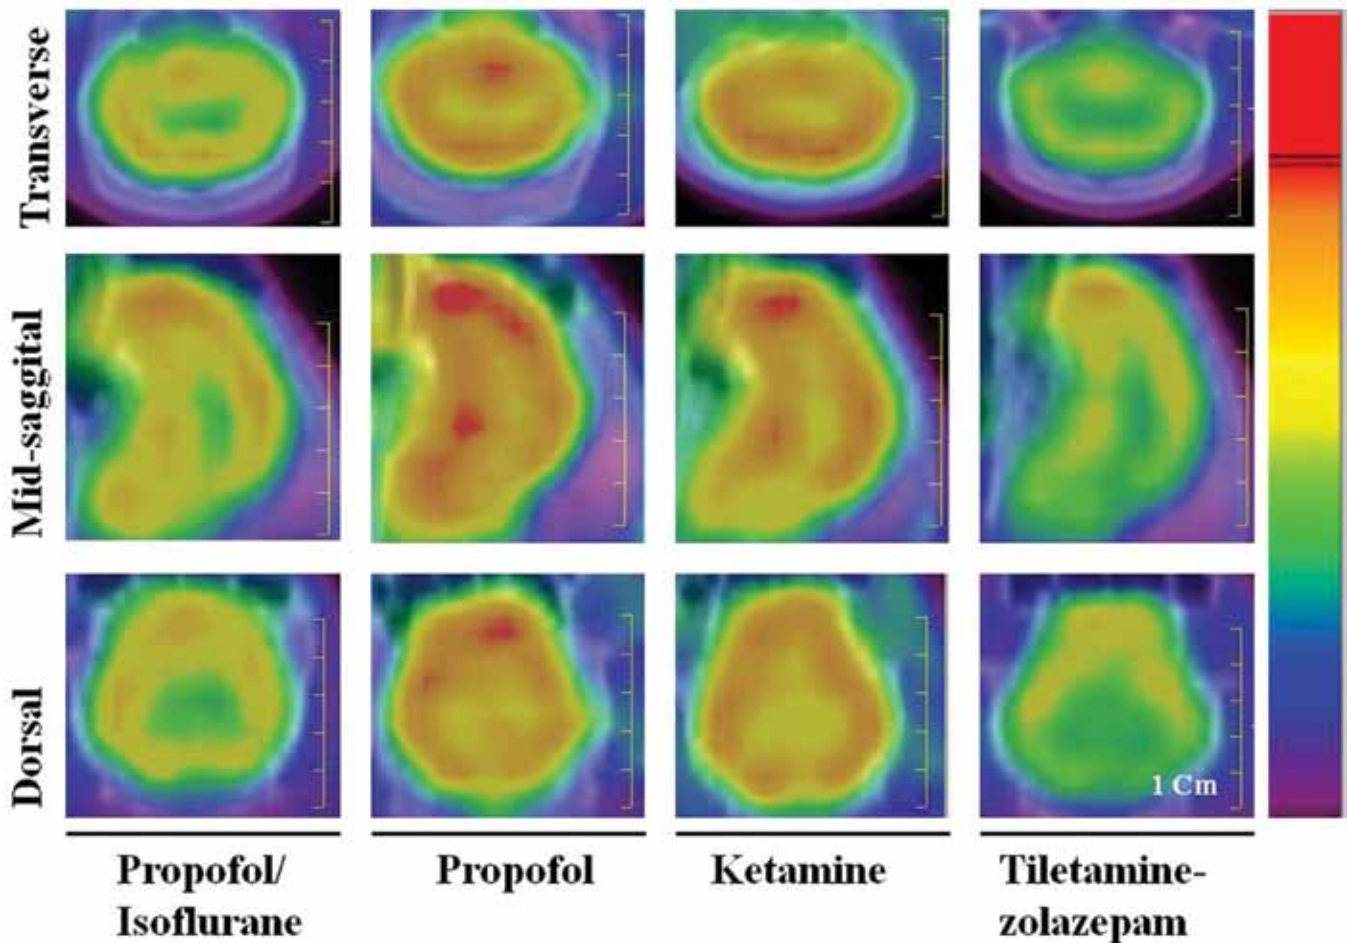 Transverse
Mid-saggital
Dorsal
1 Cm
Propofol/
Isoflurane
Propofol
Ketamine
Tiletamine-
zolazepam